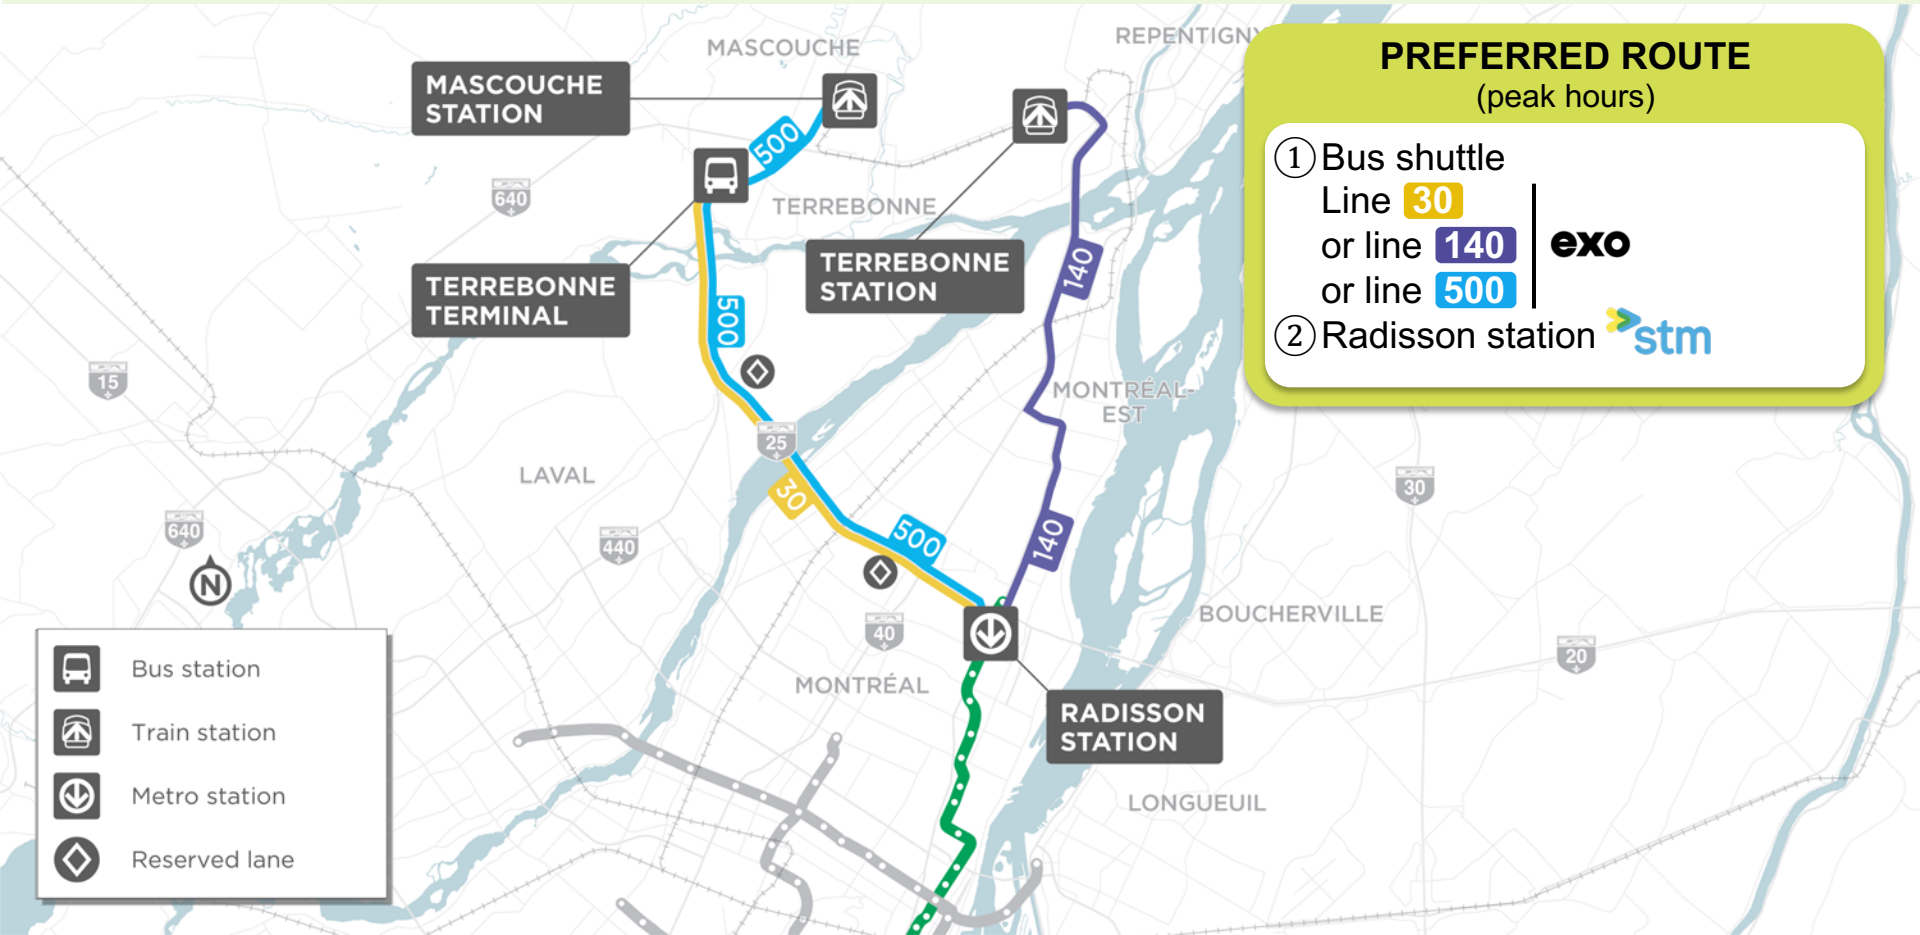 MASCOUCHE
REPENTIGNY
PREFERRED ROUTE
(peak hours)
① Bus shuttle
Line 30
or line 140
or line 500
exo
② Radisson station
stm
MASCOUCHE
STATION
500
640
TERREBONNE
TERREBONNE
STATION
TERREBONNE
TERMINAL
140
500
15
MONTRÉAL-
EST
25
LAVAL
30
30
640
440
500
140
N
40
BOUCHERVILLE
20
MONTRÉAL
RADISSON
STATION
LONGUEUIL
Bus station
Train station
Metro station
Reserved lane